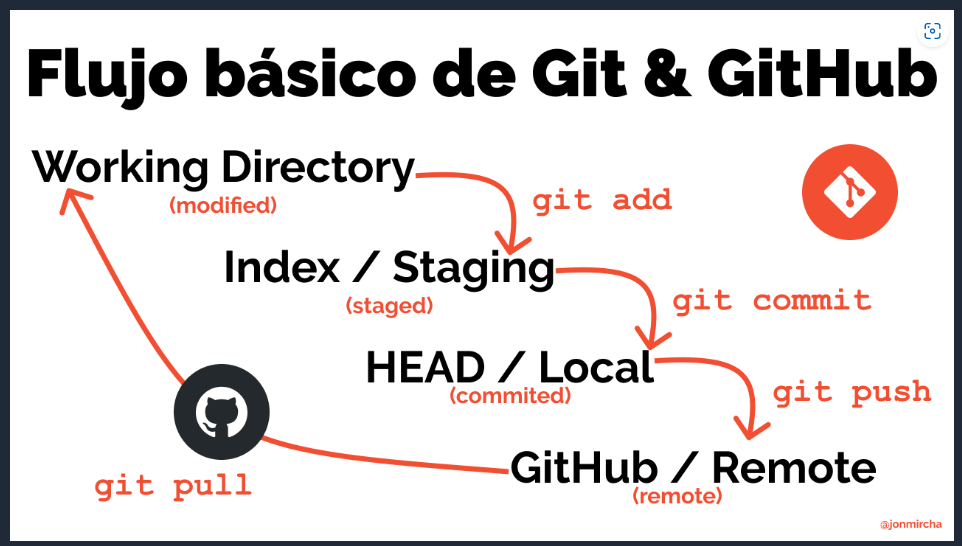 Flujo básico de Git & GitHub
Working Directory
(modified)
git add
Index / Staging
(staged)
git commit
HEAD / Local
(commited)
git push
GitHub / Remote
(remote)
git pull
@jonmircha